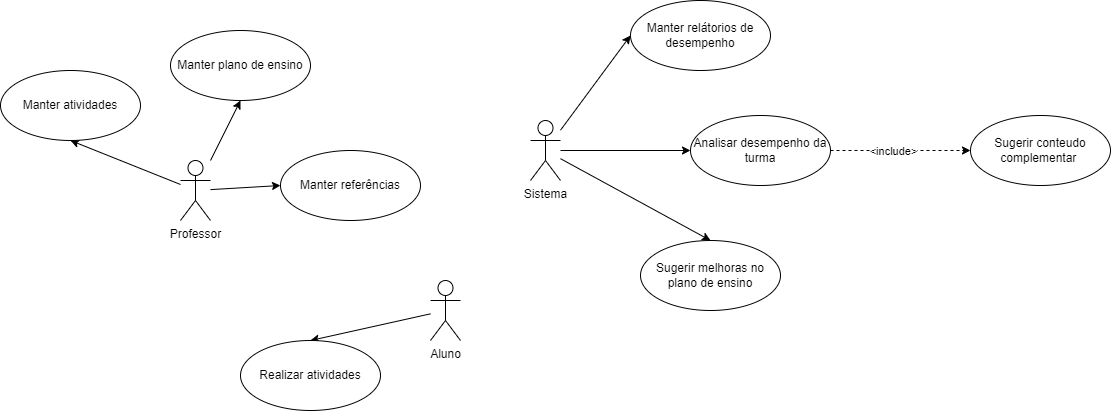 Manter relátorios de
desempenho
Manter plano de ensino
Manter atividades
Analisar desempenho da
turma
<include>
Sugerir conteudo
complementar
Manter referências
Sistema
Professor
Sugerir melhoras no
plano de ensino
Aluno
Realizar atividades